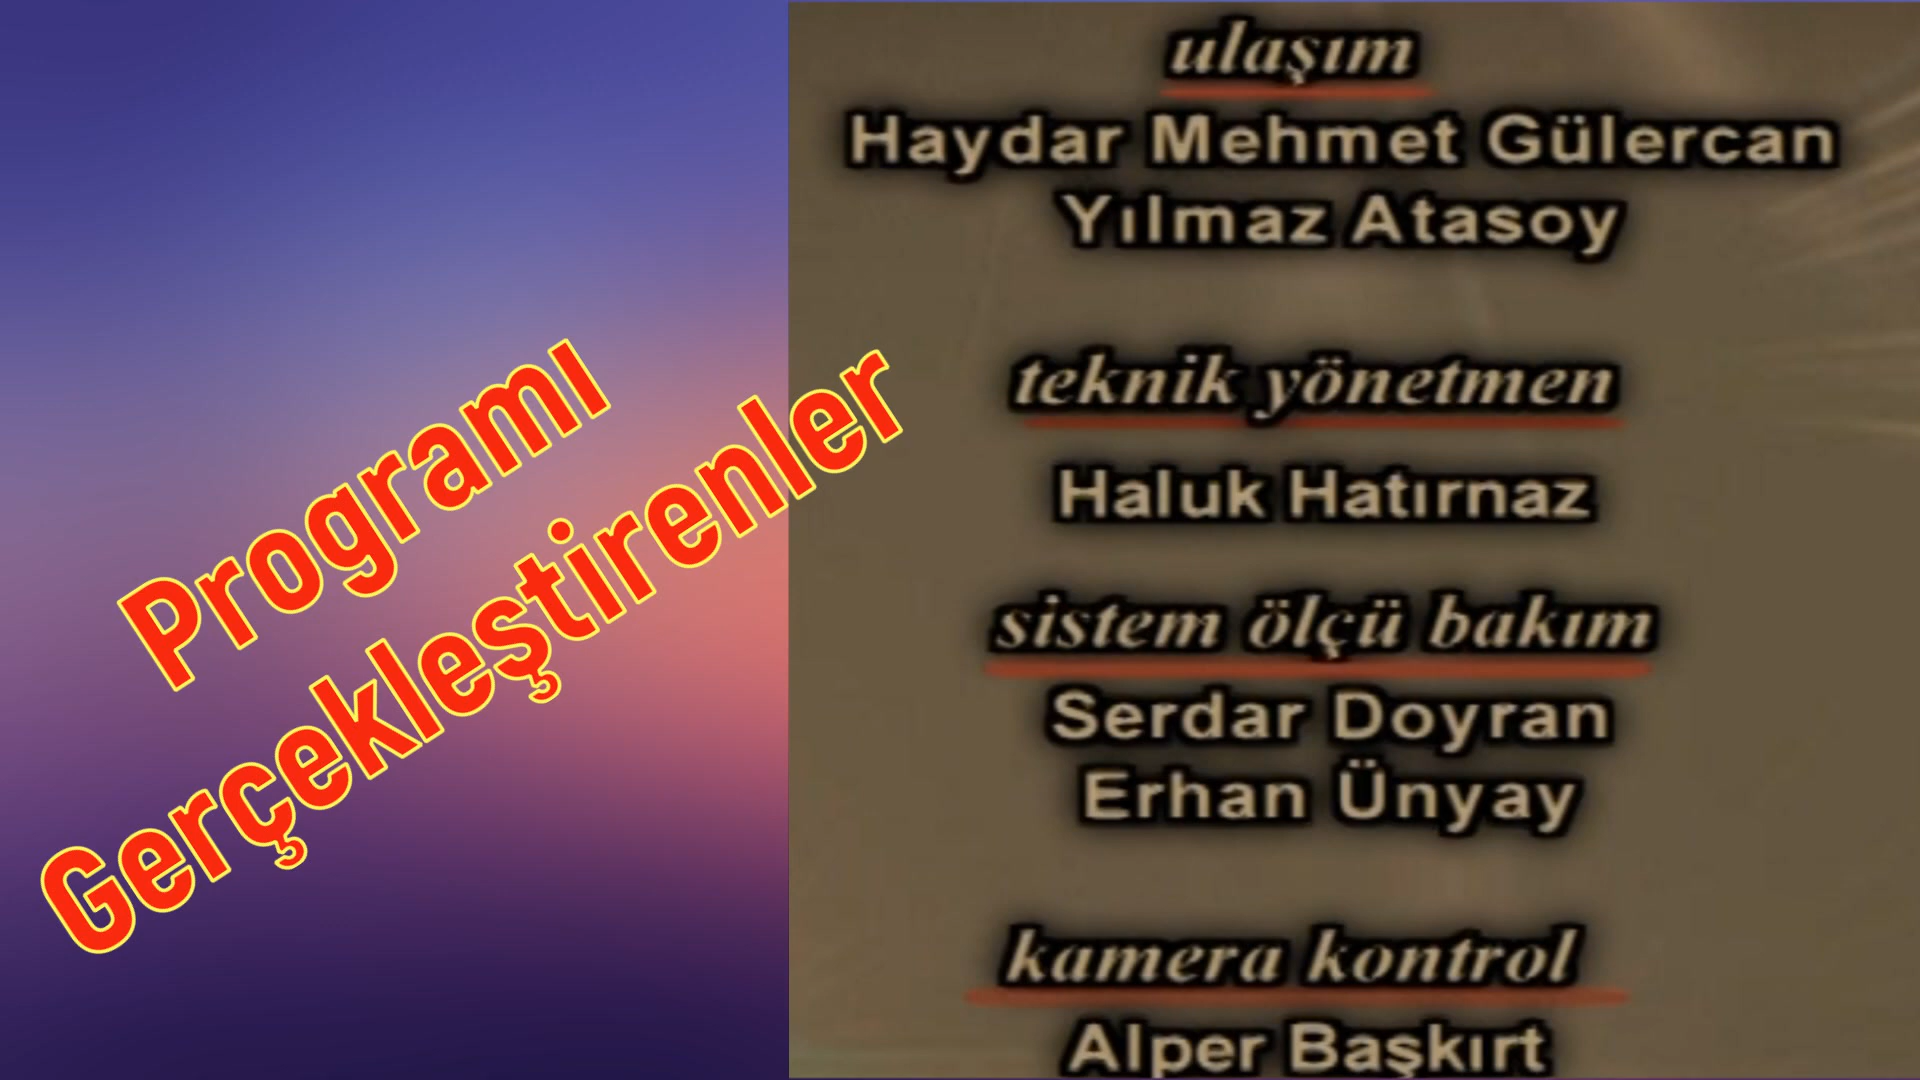 Programı
Gerçekleştirenler
ulaşım
Haydar Mehmet Gülercan
Yılmaz Atasoy
teknik yönetmen
Haluk Hatırnaz
sistem ölçü bakım
Serdar Doyran
Erhan Ünyay
kamera kontrol
Alper Başkırt